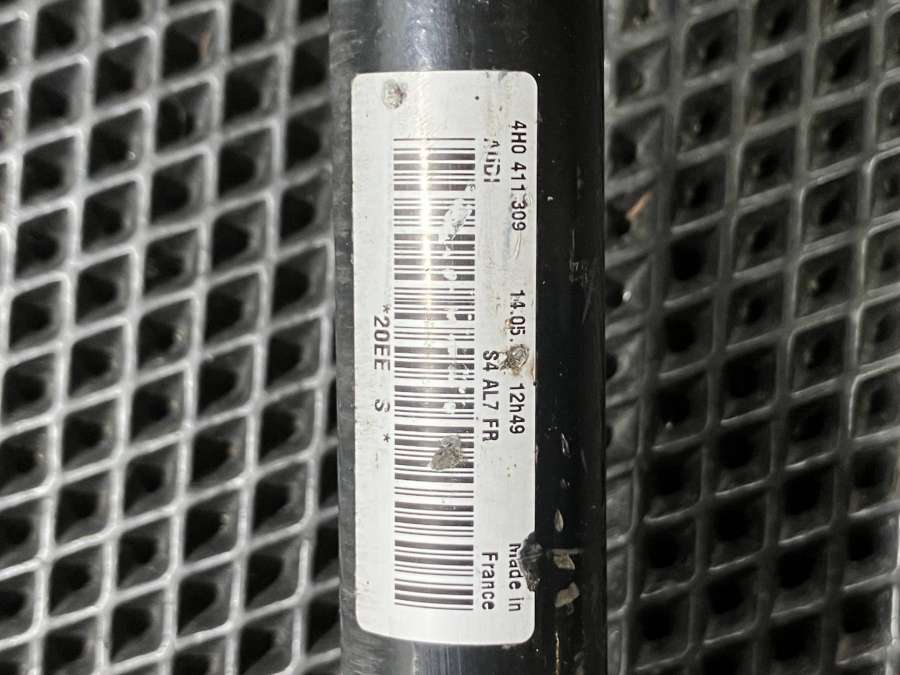 4H0 411 309 14.05. 12h49 Made in
AUDI S4 AL7 FR France
*20EE S *